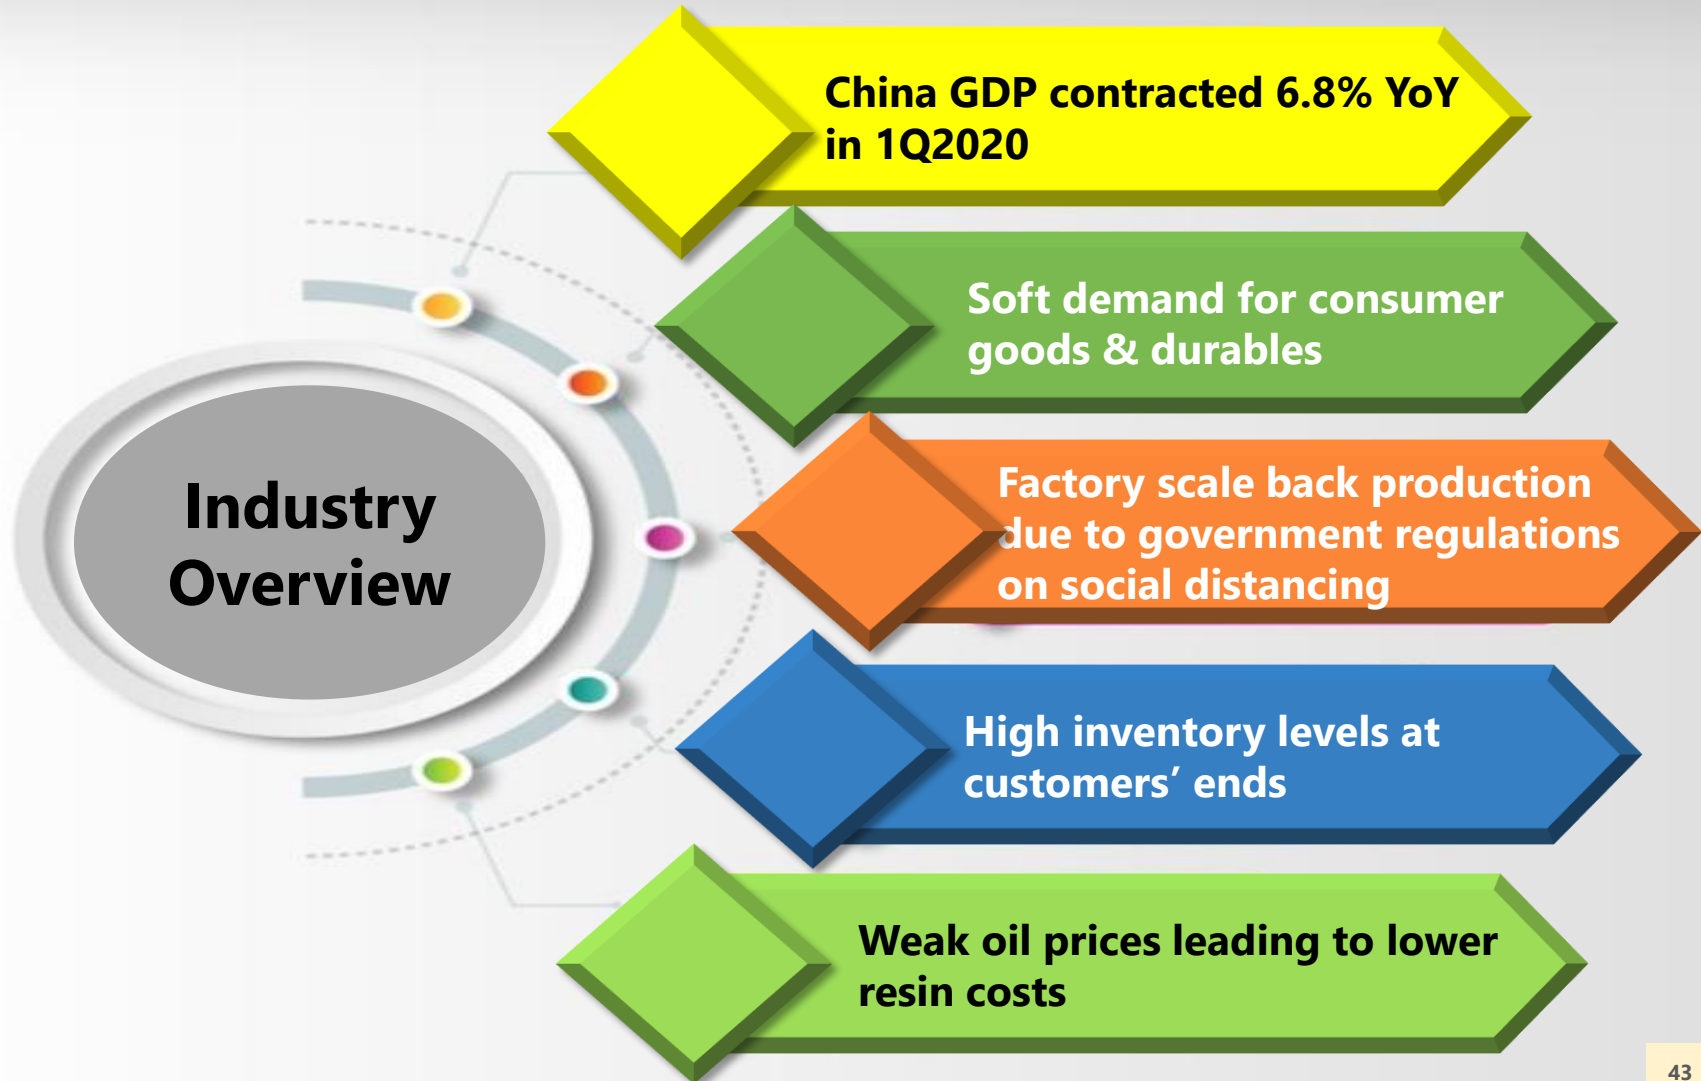 Industry
Overview
China GDP contracted 6.8% YoY
in 1Q2020
Soft demand for consumer
goods & durables
Factory scale back production
due to government regulations
on social distancing
High inventory levels at
customers’ ends
Weak oil prices leading to lower
resin costs
43